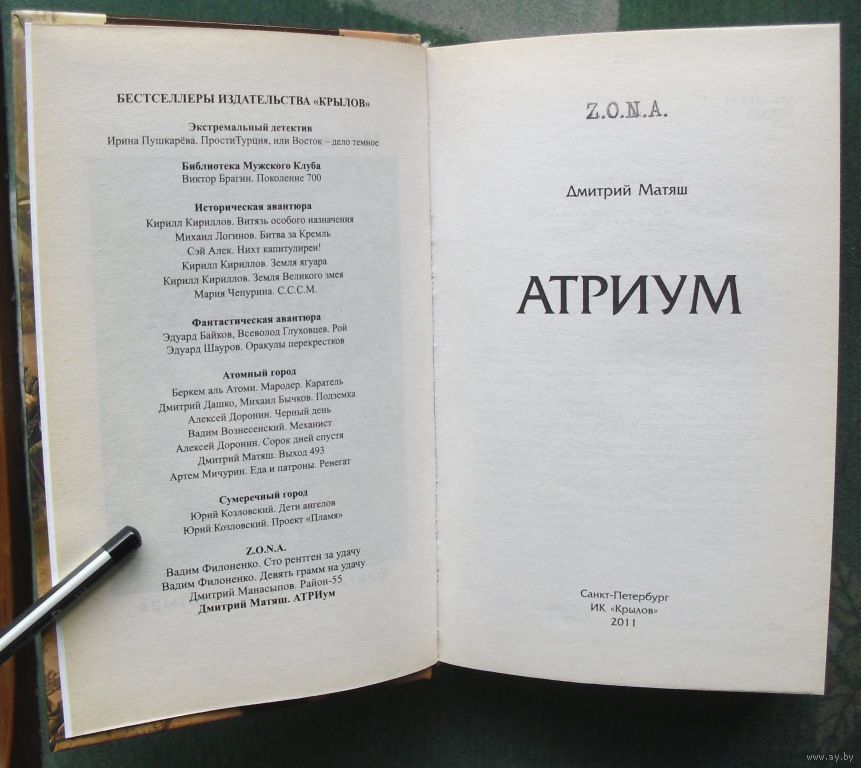 БЕСТСЕЛЛЕРЫ ИЗДАТЕЛЬСТВА «КРЫЛОВ»
Экстремальный детектив
Ирина Пушкарёва. ПростиТурция, или Восток – дело темное
Библиотека Мужского Клуба
Виктор Брагин. Поколение 700
Историческая авантюра
Кирилл Кириллов. Витязь особого назначения
Михаил Логинов. Битва за Кремль
Сэй Алек. Нихт капитулирен!
Кирилл Кириллов. Земля ягуара
Кирилл Кириллов. Земля Великого змея
Мария Чепурина. С.С.С.М.
Фантастическая авантюра
Эдуард Байков, Всеволод Глуховцев. Рой
Эдуард Шауров. Оракулы перекрестков
Атомный город
Беркем аль Атоми. Мародер. Каратель
Дмитрий Дашко, Михаил Бычков. Подземка
Алексей Доронин. Черный день
Вадим Вознесенский. Механист
Алексей Доронин. Сорок дней спустя
Дмитрий Матяш. Выход 493
Артем Мичурин. Еда и патроны. Ренегат
Сумеречный город
Юрий Козловский. Дети ангелов
Юрий Козловский. Проект «Пламя»
Z.O.N.A.
Вадим Филоненко. Сто рентген за удачу
Вадим Филоненко. Девять грамм на удачу
Дмитрий Манасыпов. Район-55
Дмитрий Матяш. АТРИум
Z.O.N.A.
Дмитрий Матяш
АТРИУМ
Санкт-Петербург
ИК «Крылов»
2011
www.ay.by